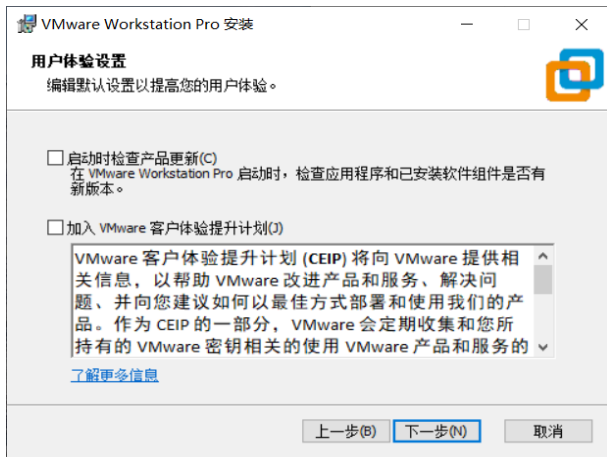 VMware Workstation Pro 安装
用户体验设置
编辑默认设置以提高您的用户体验。
启动时检查产品更新(C)
在 VMware Workstation Pro 启动时，检查应用程序和已安装软件组件是否有
新版本。
加入 VMware 客户体验提升计划(J)
VMware 客户体验提升计划 (CEIP) 将向 VMware 提供相
关信息，以帮助 VMware 改进产品和服务、解决问
题、并向您建议如何以最佳方式部署和使用我们的产
品。作为 CEIP 的一部分，VMware 会定期收集和您所
持有的 VMware 密钥相关的使用 VMware 产品和服务的
了解更多信息
上一步(B) 下一步(N) 取消